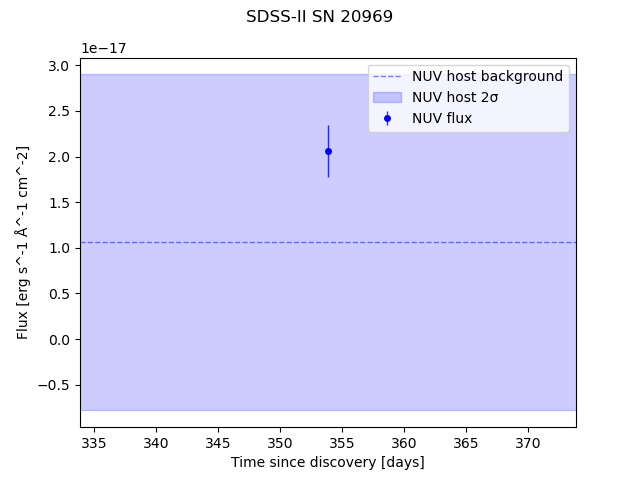 SDSS-II SN 20969
1e−17
NUV host background
NUV host 2σ
NUV flux
3.0
2.5
2.0
1.5
1.0
0.5
0.0
−0.5
Flux [erg s^-1 Å^-1 cm^-2]
335 340 345 350 355 360 365 370
Time since discovery [days]